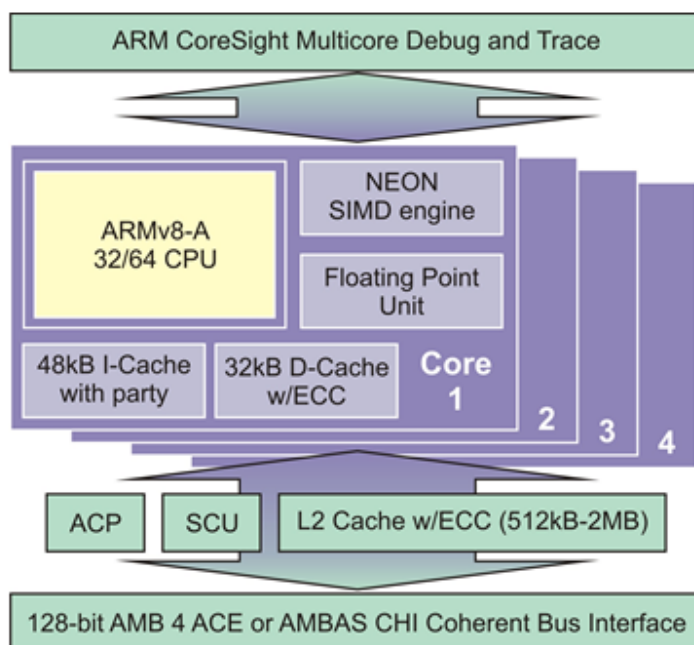 ARM CoreSight Multicore Debug and Trace
ARMv8-A
32/64 CPU
NEON
SIMD engine
Floating Point
Unit
48kB I-Cache
with party
32kB D-Cache
w/ECC
Core
1
2
3
4
ACP
SCU
L2 Cache w/ECC (512kB-2MB)
128-bit AMB 4 ACE or AMBAS CHI Coherent Bus Interface